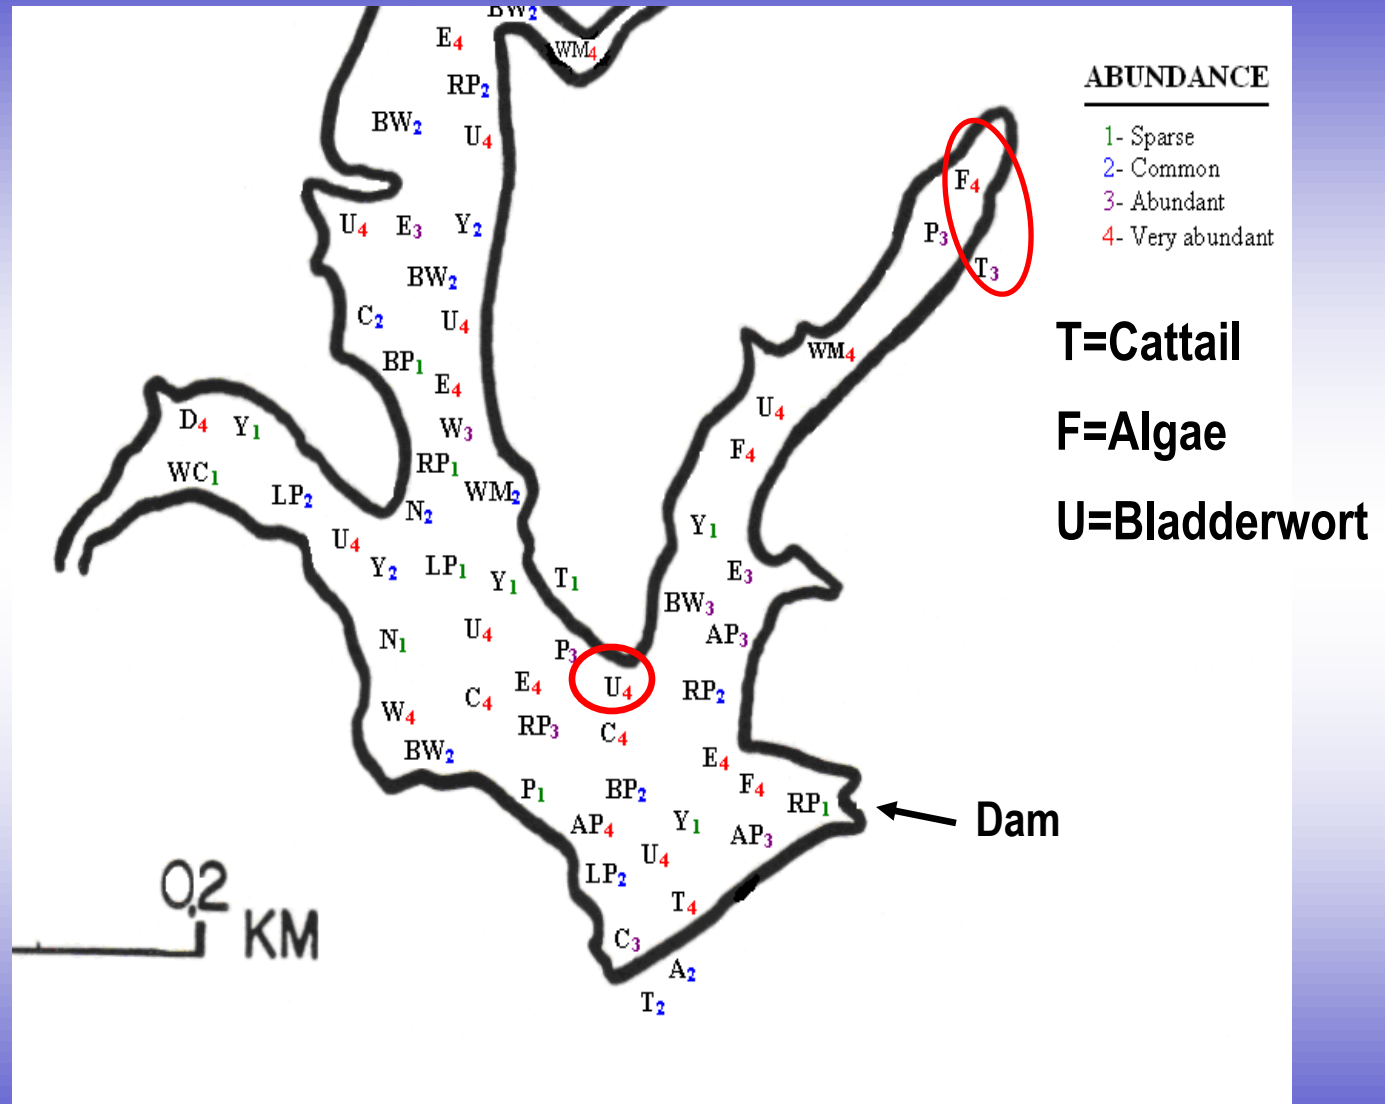 BW2
E4
WM4
RP2
BW2
U4
U4 E3 Y2
BW2
C2 U4
BP1
E4
D4 Y1 W3
WC1 RP1
LP2 WM2
N2
U4
Y2 LP1 Y1 T1
N1 U4
P3
E4 U4
W4 C4
RP3 C4
BW2
P1 BP2
AP4 Y1
U4
LP2
T4
C3
A2
T2
F4
P3
T3
WM4
U4
F4
Y1
E3
BW3
AP3
RP2
E4
F4
RP1
AP3
ABUNDANCE
1- Sparse
2- Common
3- Abundant
4- Very abundant
T=Cattail
F=Algae
U=Bladderwort
Dam
0.2
KM